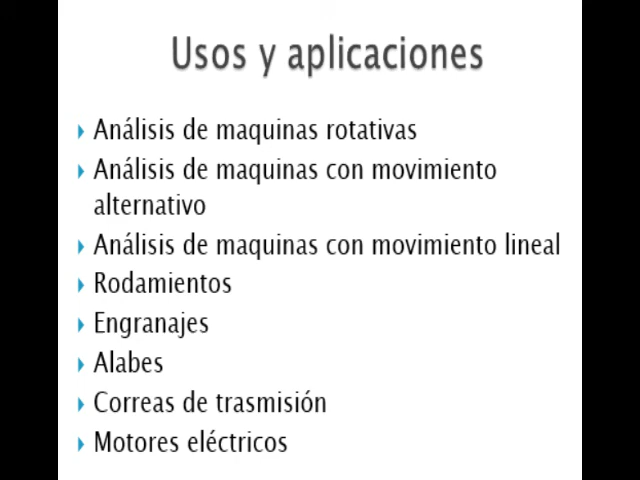 Usos y aplicaciones
Análisis de maquinas rotativas
Análisis de maquinas con movimiento
alternativo
Análisis de maquinas con movimiento lineal
Rodamientos
Engranajes
Alabes
Correas de trasmisión
Motores eléctricos